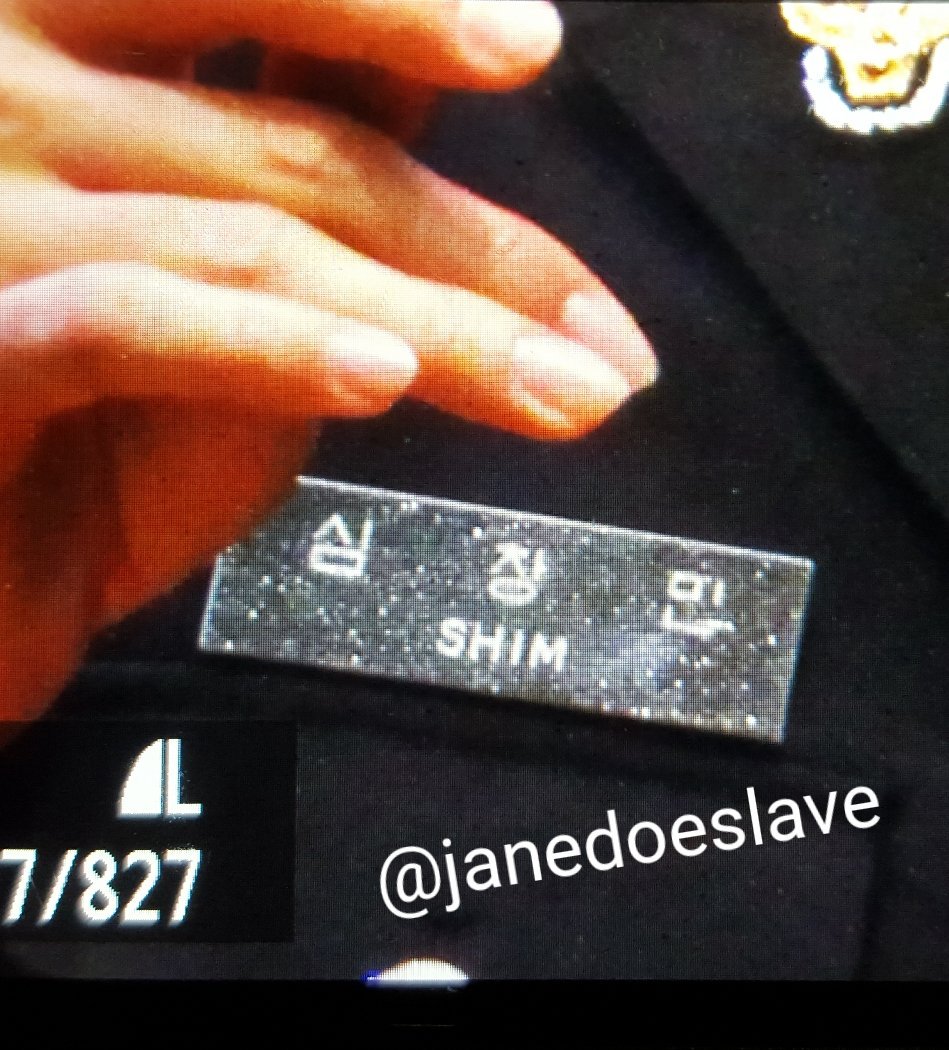 심 창 민
SHIM
L
7/827
@janedoeslave